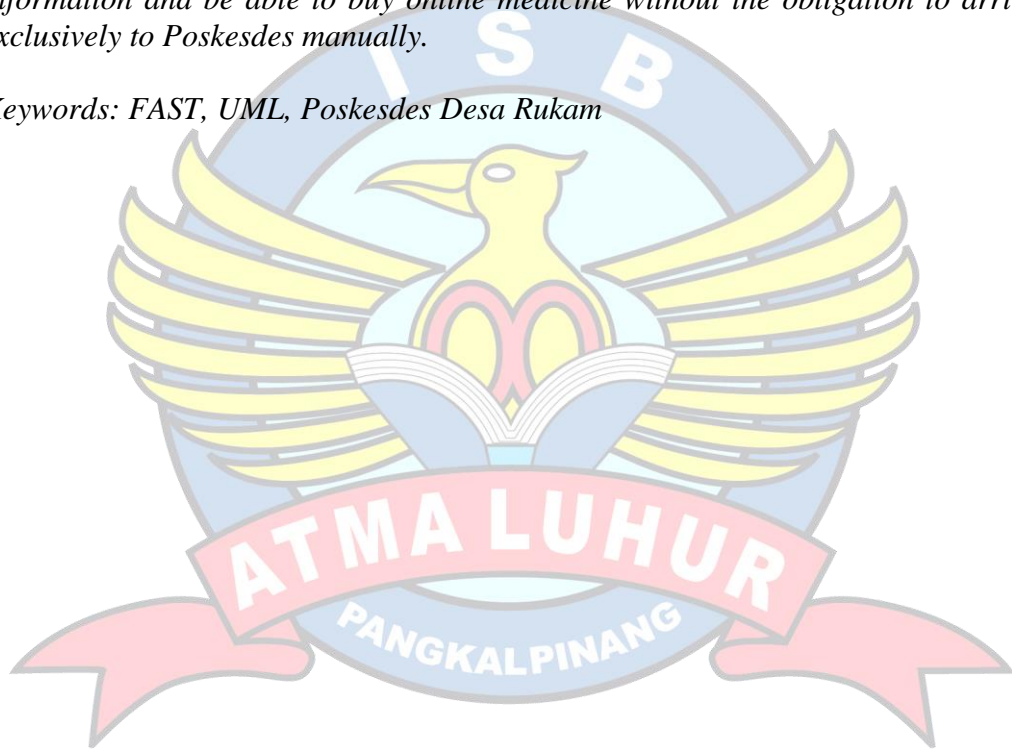 information and be able to buy online medicine without the obligation to
exclusively to Poskesdes manually.
Keywords: FAST, UML, Poskesdes Desa Rukam
ISB
ATMA LUHUR
PANGKALPINANG